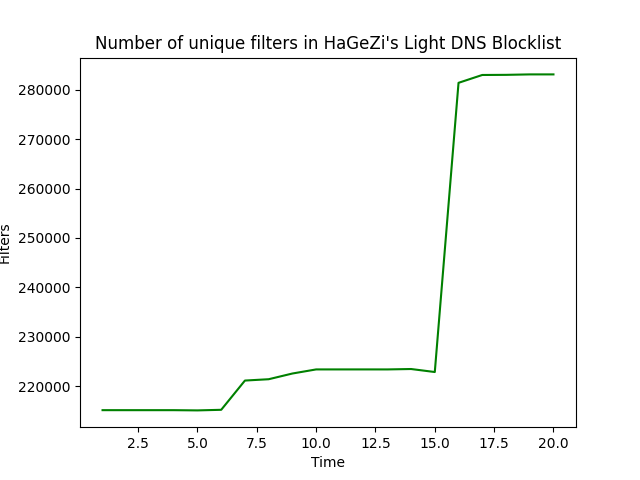 Number of unique filters in HaGeZi's Light DNS Blocklist
280000
270000
260000
250000
240000
230000
220000
Filters
2.5 5.0 7.5 10.0 12.5 15.0 17.5 20.0
Time